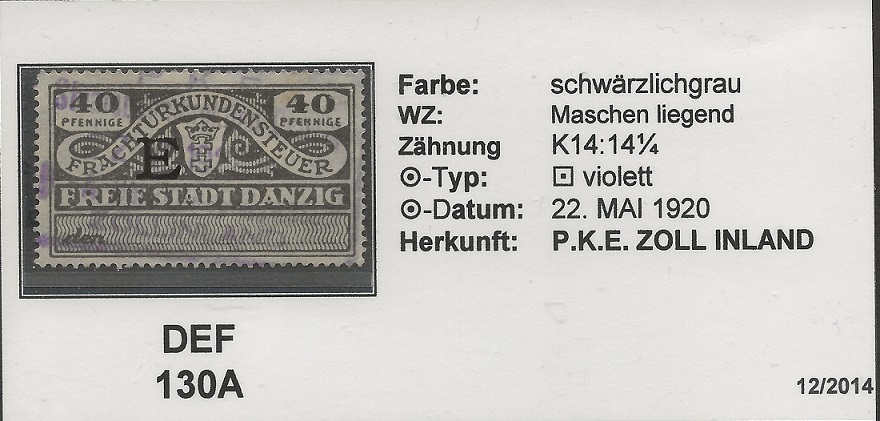 40 40
PFENNIGE PFENNIGE
FRACHTURKUNDENSTEUER
E
FREIE STADT DANZIG
den
DEF
130A
Farbe: schwärzlichgrau
WZ: Maschen liegend
Zähnung K14:14¼
⊙-Typ: ⊡ violett
⊙-Datum: 22. MAI 1920
Herkunft: P.K.E. ZOLL INLAND
12/2014